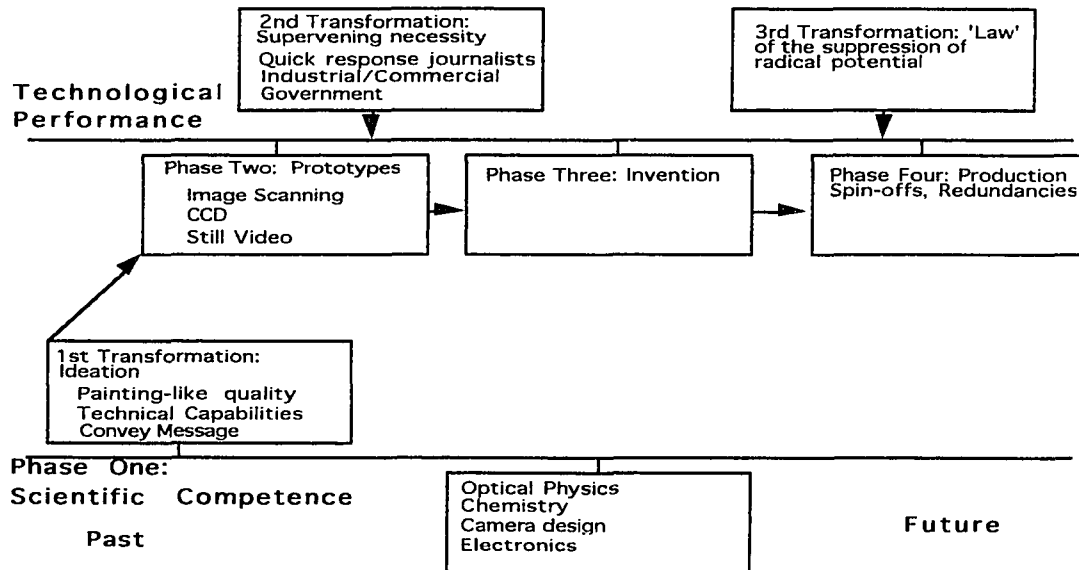 2nd Transformation:
Supervening necessity
Quick response journalists
Industrial/Commercial
Government
3rd Transformation: 'Law'
of the suppression of
radical potential
Technological
Performance
Phase Two: Prototypes
Image Scanning
CCD
Still Video
Phase Three: Invention
Phase Four: Production
Spin-offs, Redundancies
1st Transformation:
Ideation
Painting-like quality
Technical Capabilities
Convey Message
Phase One:
Scientific Competence
Past
Optical Physics
Chemistry
Camera design
Electronics
Future